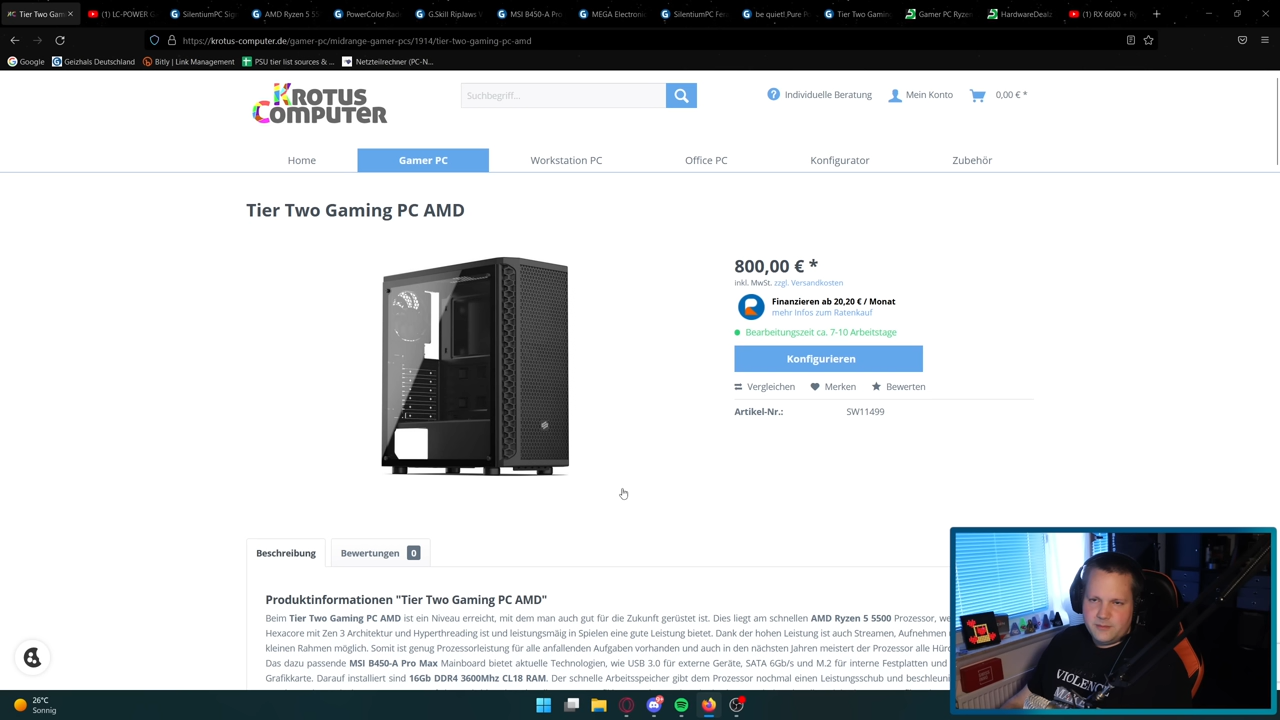 Tier Two Gam
(1) LC-POWER G
SilentiumPC Sig
AMD Ryzen 5 55
PowerColor Rad
G.Skill RipJaws V
MSI B450-A Pro
MEGA Electroni
SilentiumPC Fer
be quiet! Pure R
Tier Two Gamin
Gamer PC Ryze
HardwareDealz
(1) RX 6600 + R
https://krotus-computer.de/gamer-pc/midrange-gamer-pcs/1914/tier-two-gaming-pc-amd
Google
Geizhals Deutschland
Bitly | Link Management
PSU tier list sources & ...
Netzteilrechner (PC-N...
KROTUS
COMPUTER
Suchbegriff...
Individuelle Beratung
Mein Konto
0,00 € *
Home
Gamer PC
Workstation PC
Office PC
Konfigurator
Zubehör
Tier Two Gaming PC AMD
800,00 € *
inkl. MwSt. zzgl. Versandkosten
Finanzieren ab 20,20 € / Monat
mehr Infos zum Ratenkauf
Bearbeitungszeit ca. 7-10 Arbeitstage
Konfigurieren
Vergleichen
Merken
Bewerten
Artikel-Nr.: SW11499
Beschreibung
Bewertungen 0
Produktinformationen "Tier Two Gaming PC AMD"
Beim Tier Two Gaming PC AMD ist ein Niveau erreicht, mit dem man auch gut für die Zukunft gerüstet ist. Dies liegt am schnellen AMD Ryzen 5 5500 Prozessor, we
Hexacore mit Zen 3 Architektur und Hyperthreading ist und leistungsmäig in Spielen eine gute Leistung bietet. Dank der hohen Leistung ist auch Streamen, Aufnehmen
kleinen Rahmen möglich. Somit ist genug Prozessorleistung für alle anfallenden Aufgaben vorhanden und auch in den nächsten Jahren meistert der Prozessor alle Hür
Das dazu passende MSI B450-A Pro Max Mainboard bietet aktuelle Technologien, wie USB 3.0 für externe Geräte, SATA 6Gb/s und M.2 für interne Festplatten und
Grafikkarte. Darauf installiert sind 16Gb DDR4 3600Mhz CL18 RAM. Der schnelle Arbeitsspeicher gibt dem Prozessor nochmal einen Leistungsschub und beschleuni
VIOLENC
26°C
Sonnig